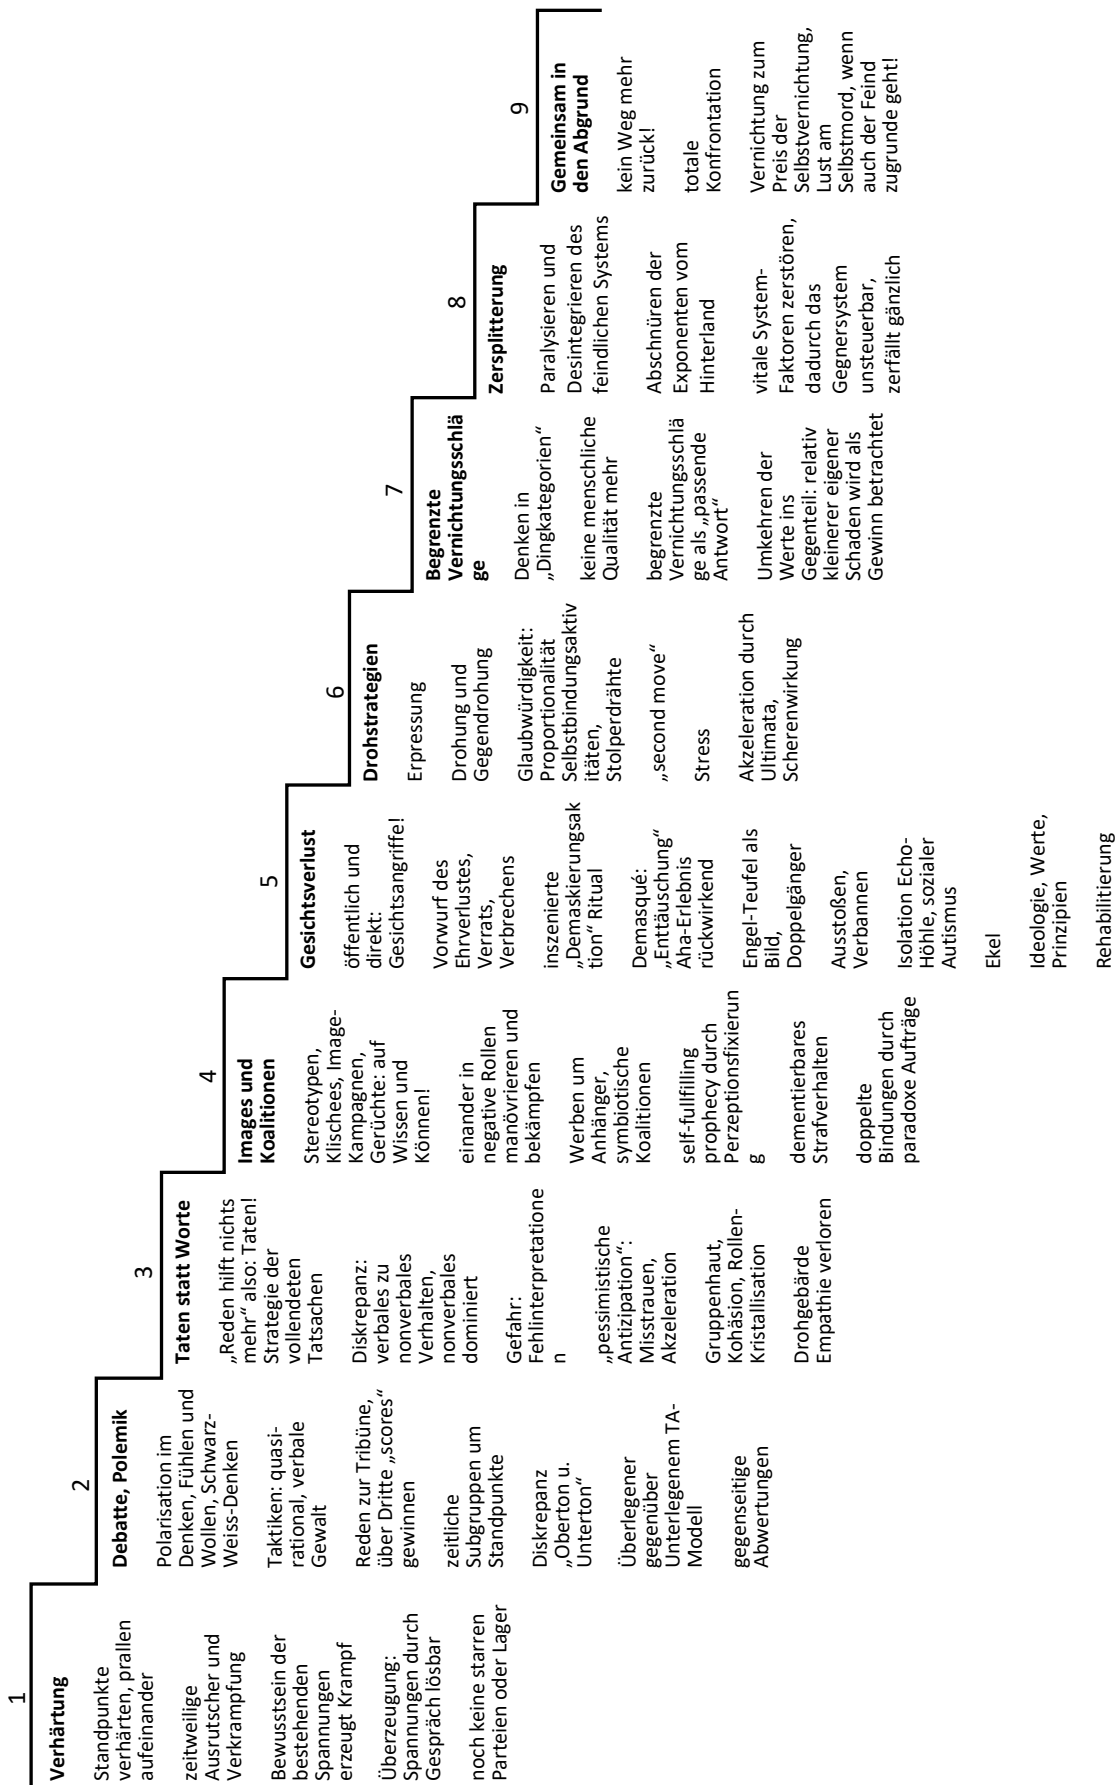 1
Verhärtung
Standpunkte
verhärten, prallen
aufeinander
zeitweilige
Ausrutscher und
Verkrampfung
Bewusstsein der
bestehenden
Spannungen
erzeugt Krampf
Überzeugung:
Spannungen durch
Gespräch lösbar
noch keine starren
Parteien oder Lager
2
Debatte, Polemik
Polarisation im
Denken, Fühlen und
Wollen, Schwarz-
Weiss-Denken
Taktiken: quasi-
rational, verbale
Gewalt
Reden zur Tribüne,
über Dritte „scores“
gewinnen
zeitliche
Subgruppen um
Standpunkte
Diskrepanz
„Oberton u.
Unterton“
Überlegener
gegenüber
Unterlegenem TA-
Modell
gegenseitige
Abwertungen
3
Taten statt Worte
„Reden hilft nichts
mehr“ also: Taten!
Strategie der
vollendeten
Tatsachen
Diskrepanz:
verbales zu
nonverbales
Verhalten,
nonverbales
dominiert
Gefahr:
Fehlinterpretatione
n
„pessimistische
Antizipation“:
Misstrauen,
Akzeleration
Gruppenhaut,
Kohäsion, Rollen-
Kristallisation
Drohgebärde
Empathie verloren
4
Images und
Koalitionen
Stereotypen,
Klischees, Image-
Kampagnen,
Gerüchte: auf
Wissen und
Können!
einander in
negative Rollen
manövrieren und
bekämpfen
Werben um
Anhänger,
symbiotische
Koalitionen
self-fullfilling
prophecy durch
Perzeptionsfixierun
g
dementierbares
Strafverhalten
doppelte
Bindungen durch
paradoxe Aufträge
5
Gesichtsverlust
öffentlich und
direkt:
Gesichtsangriffe!
Vorwurf des
Ehrverlustes,
Verrats,
Verbrechens
inszenierte
„Demaskierungsak
tion“ Ritual
Demasqué:
„Enttäuschung“
Aha-Erlebnis
rückwirkend
Engel-Teufel als
Bild,
Doppelgänger
Ausstoßen,
Verbannen
Isolation Echo-
Höhle, sozialer
Autismus
Ekel
Ideologie, Werte,
Prinzipien
Rehabilitierung
6
Drohstrategien
Erpressung
Drohung und
Gegendrohung
Glaubwürdigkeit:
Proportionalität
Selbstbindungsaktiv
itäten,
Stolperdrähte
„second move“
Stress
Akzeleration durch
Ultimata,
Scherenwirkung
7
Begrenzte
Vernichtungsschlä
ge
Denken in
„Dingkategorien“
keine menschliche
Qualität mehr
begrenzte
Vernichtungsschlä
ge als „passende
Antwort“
Umkehren der
Werte ins
Gegenteil: relativ
kleinerer eigener
Schaden wird als
Gewinn betrachtet
8
Zersplitterung
Paralysieren und
Desintegrieren des
feindlichen Systems
Abschnüren der
Exponenten vom
Hinterland
vitale System-
Faktoren zerstören,
dadurch das
Gegnersystem
unsteuerbar,
zerfällt gänzlich
9
Gemeinsam in
den Abgrund
kein Weg mehr
zurück!
totale
Konfrontation
Vernichtung zum
Preis der
Selbstvernichtung,
Lust am
Selbstmord, wenn
auch der Feind
zugrunde geht!